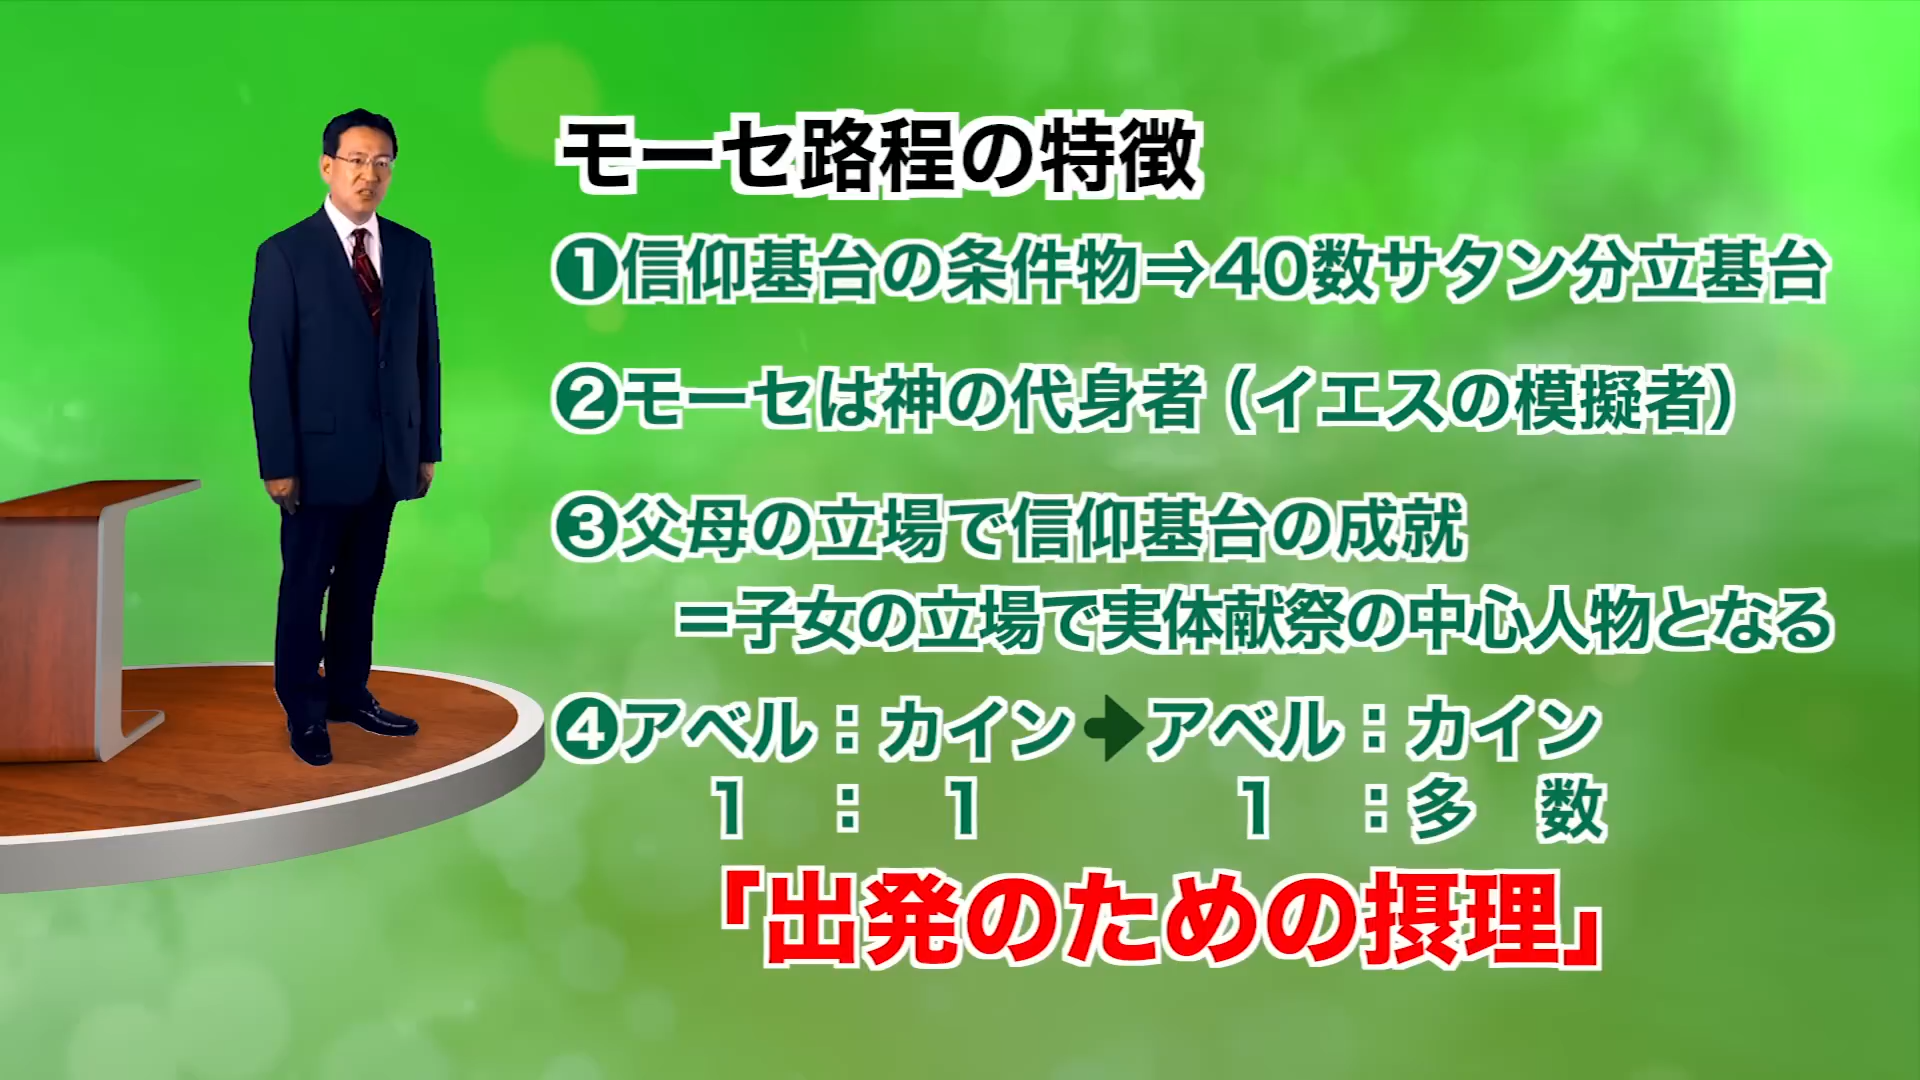 モーセ路程の特徴
❶信仰基台の条件物⇒40数サタン分立基台
❷モーセは神の代身者(イエスの模擬者)
❸父母の立場で信仰基台の成就
=子女の立場で実体献祭の中心人物となる
❹アベル:カイン➡アベル:カイン
1 : 1 1 :多 数
「出発のための摂理」